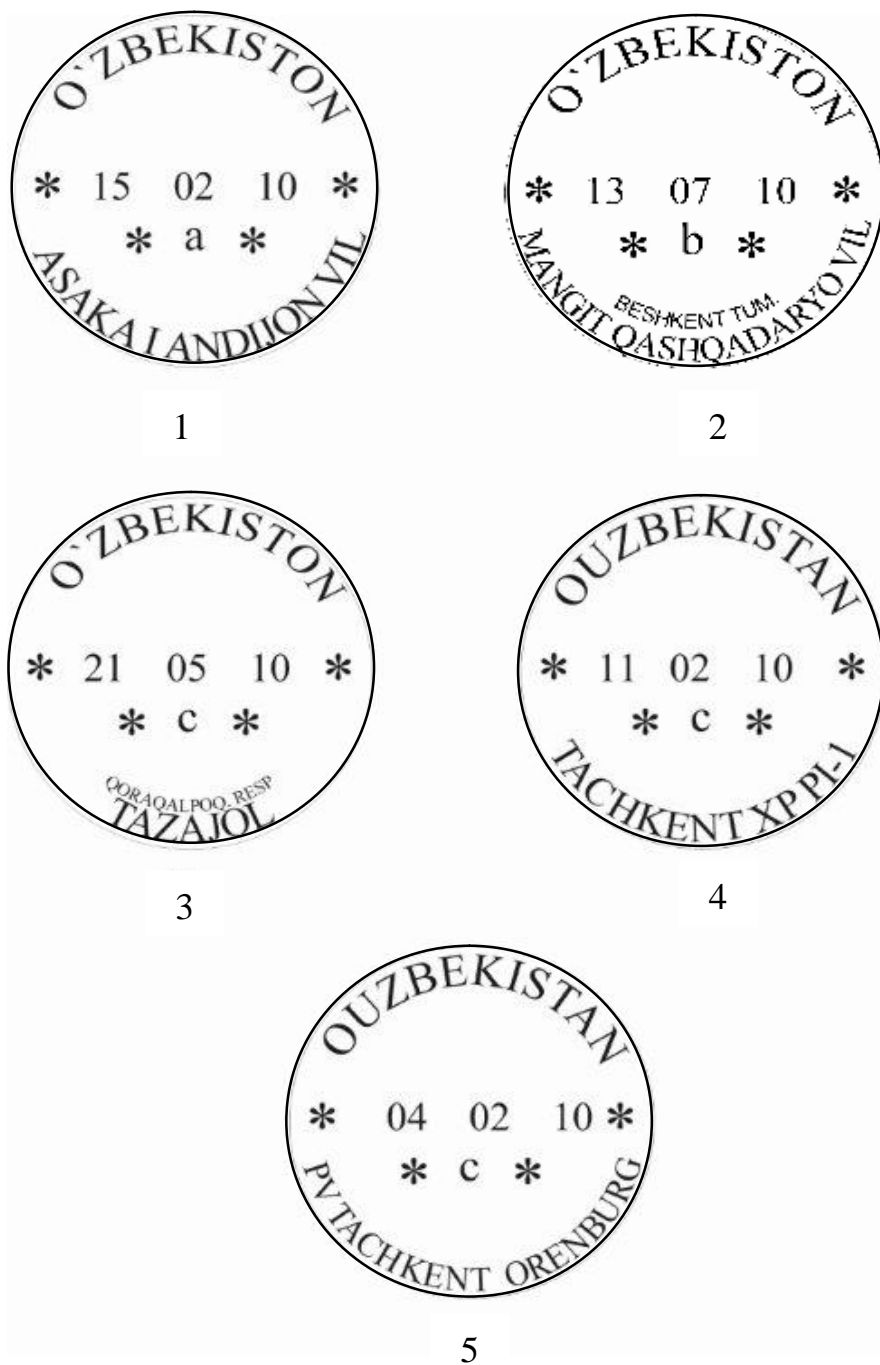 O`ZBEKISTON
* 15 02 10 *
* a *
ASAKA I ANDIJON VIL
1
O`ZBEKISTON
* 13 07 10 *
* b *
BESHKENT TUM.
MANGIT QASHQADARYO VIL
2
O`ZBEKISTON
* 21 05 10 *
* c *
QORAQALPOQ. RESP
TAZAJOL
3
OUZBEKISTAN
* 11 02 10 *
* c *
TACHKENT XP PI-1
4
OUZBEKISTAN
* 04 02 10 *
* c *
PV TACHKENT ORENBURG
5